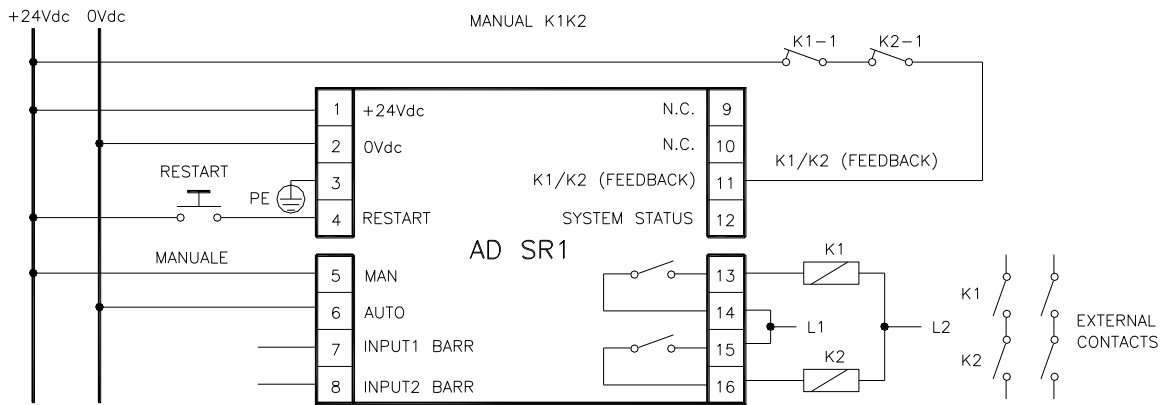 +24Vdc 0Vdc
MANUAL K1K2
K1-1 K2-1
1 +24Vdc N.C. 9
2 0Vdc N.C. 10
K1/K2 (FEEDBACK)
RESTART
PE 3 K1/K2 (FEEDBACK) 11
4 RESTART SYSTEM STATUS 12
AD SR1
MANUALE
K1
5 MAN 13
K1
6 AUTO 14
L1 L2
EXTERNAL
CONTACTS
7 INPUT1 BARR 15
K2
K2
8 INPUT2 BARR 16